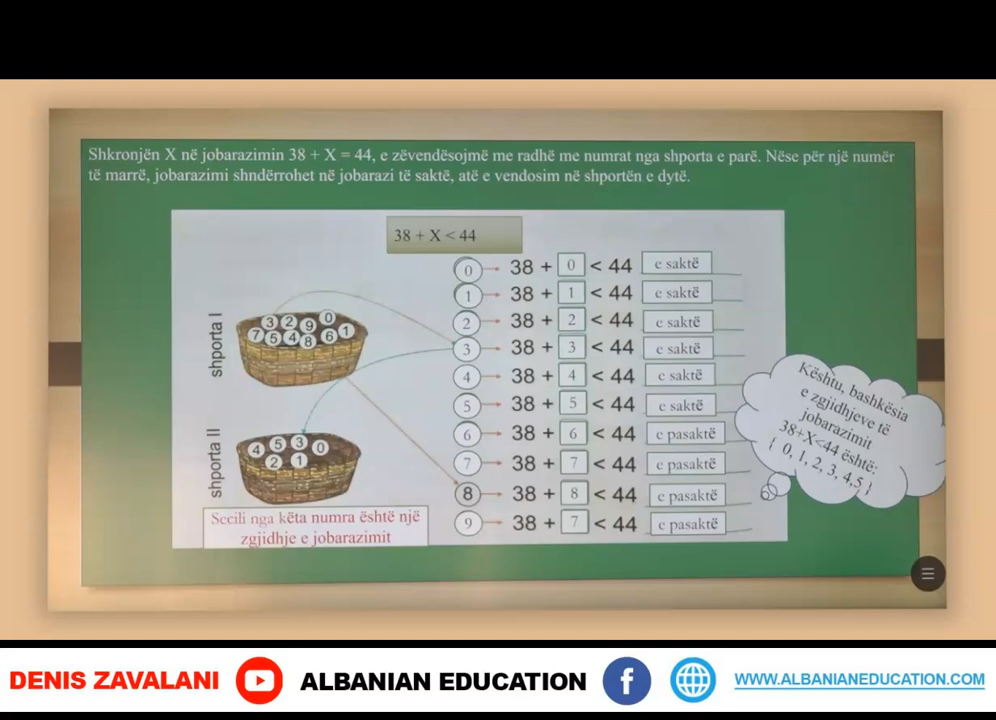 Shkronjën X në jobarazimin 38 + X = 44, e zëvendësojmë me radhë me numrat nga shporta e parë. Nëse për një numër
të marrë, jobarazimi shndërrohet në jobarazi të saktë, atë e vendosim në shportën e dytë.
38 + X < 44
0 → 38 + 0 < 44 e saktë
1 → 38 + 1 < 44 e saktë
2 → 38 + 2 < 44 e saktë
3 → 38 + 3 < 44 e saktë
4 → 38 + 4 < 44 e saktë
5 → 38 + 5 < 44 e saktë
6 → 38 + 6 < 44 e pasaktë
7 → 38 + 7 < 44 e pasaktë
8 → 38 + 8 < 44 e pasaktë
9 → 38 + 7 < 44 e pasaktë
shporta I
3 2 9 0
7 5 4 8 6 1
shporta II
4 5 3 0
2 1
Secili nga këta numra është një
zgjidhje e jobarazimit
Kështu, bashkësia
e zgjidhjeve të
jobarazimit
38+X<44 është:
{ 0, 1, 2, 3, 4,5 }
DENIS ZAVALANI
ALBANIAN EDUCATION
f
WWW.ALBANIANEDUCATION.COM